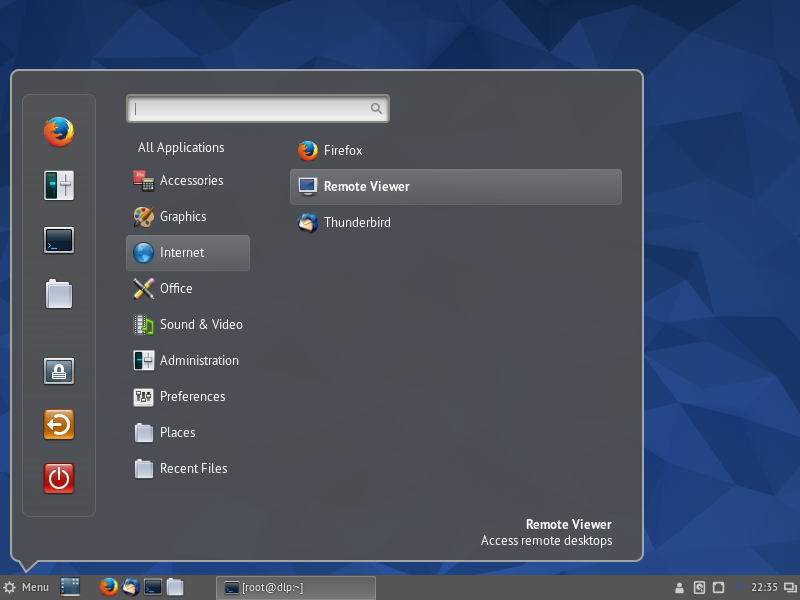 All Applications
Accessories
Graphics
Internet
Office
Sound & Video
Administration
Preferences
Places
Recent Files
Firefox
Remote Viewer
Thunderbird
Remote Viewer
Access remote desktops
Menu
[root@dlp:~]
22:35